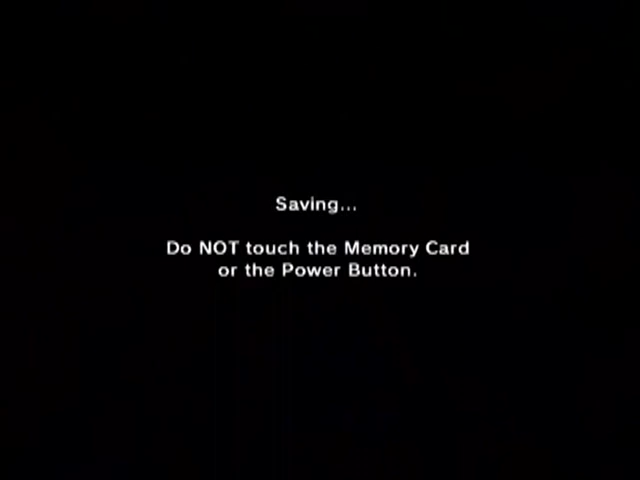 Saving...
Do NOT touch the Memory Card
or the Power Button.